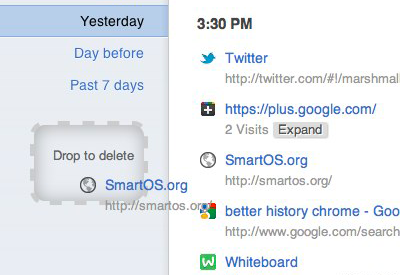 Yesterday
Day before
Past 7 days
Drop to delete
SmartOS.org
http://smartos.org/
3:30 PM
Twitter
http://twitter.com/#!/marshmall
https://plus.google.com/
2 Visits Expand
SmartOS.org
http://smartos.org/
better history chrome - Goo
http://www.google.com/search
Whiteboard